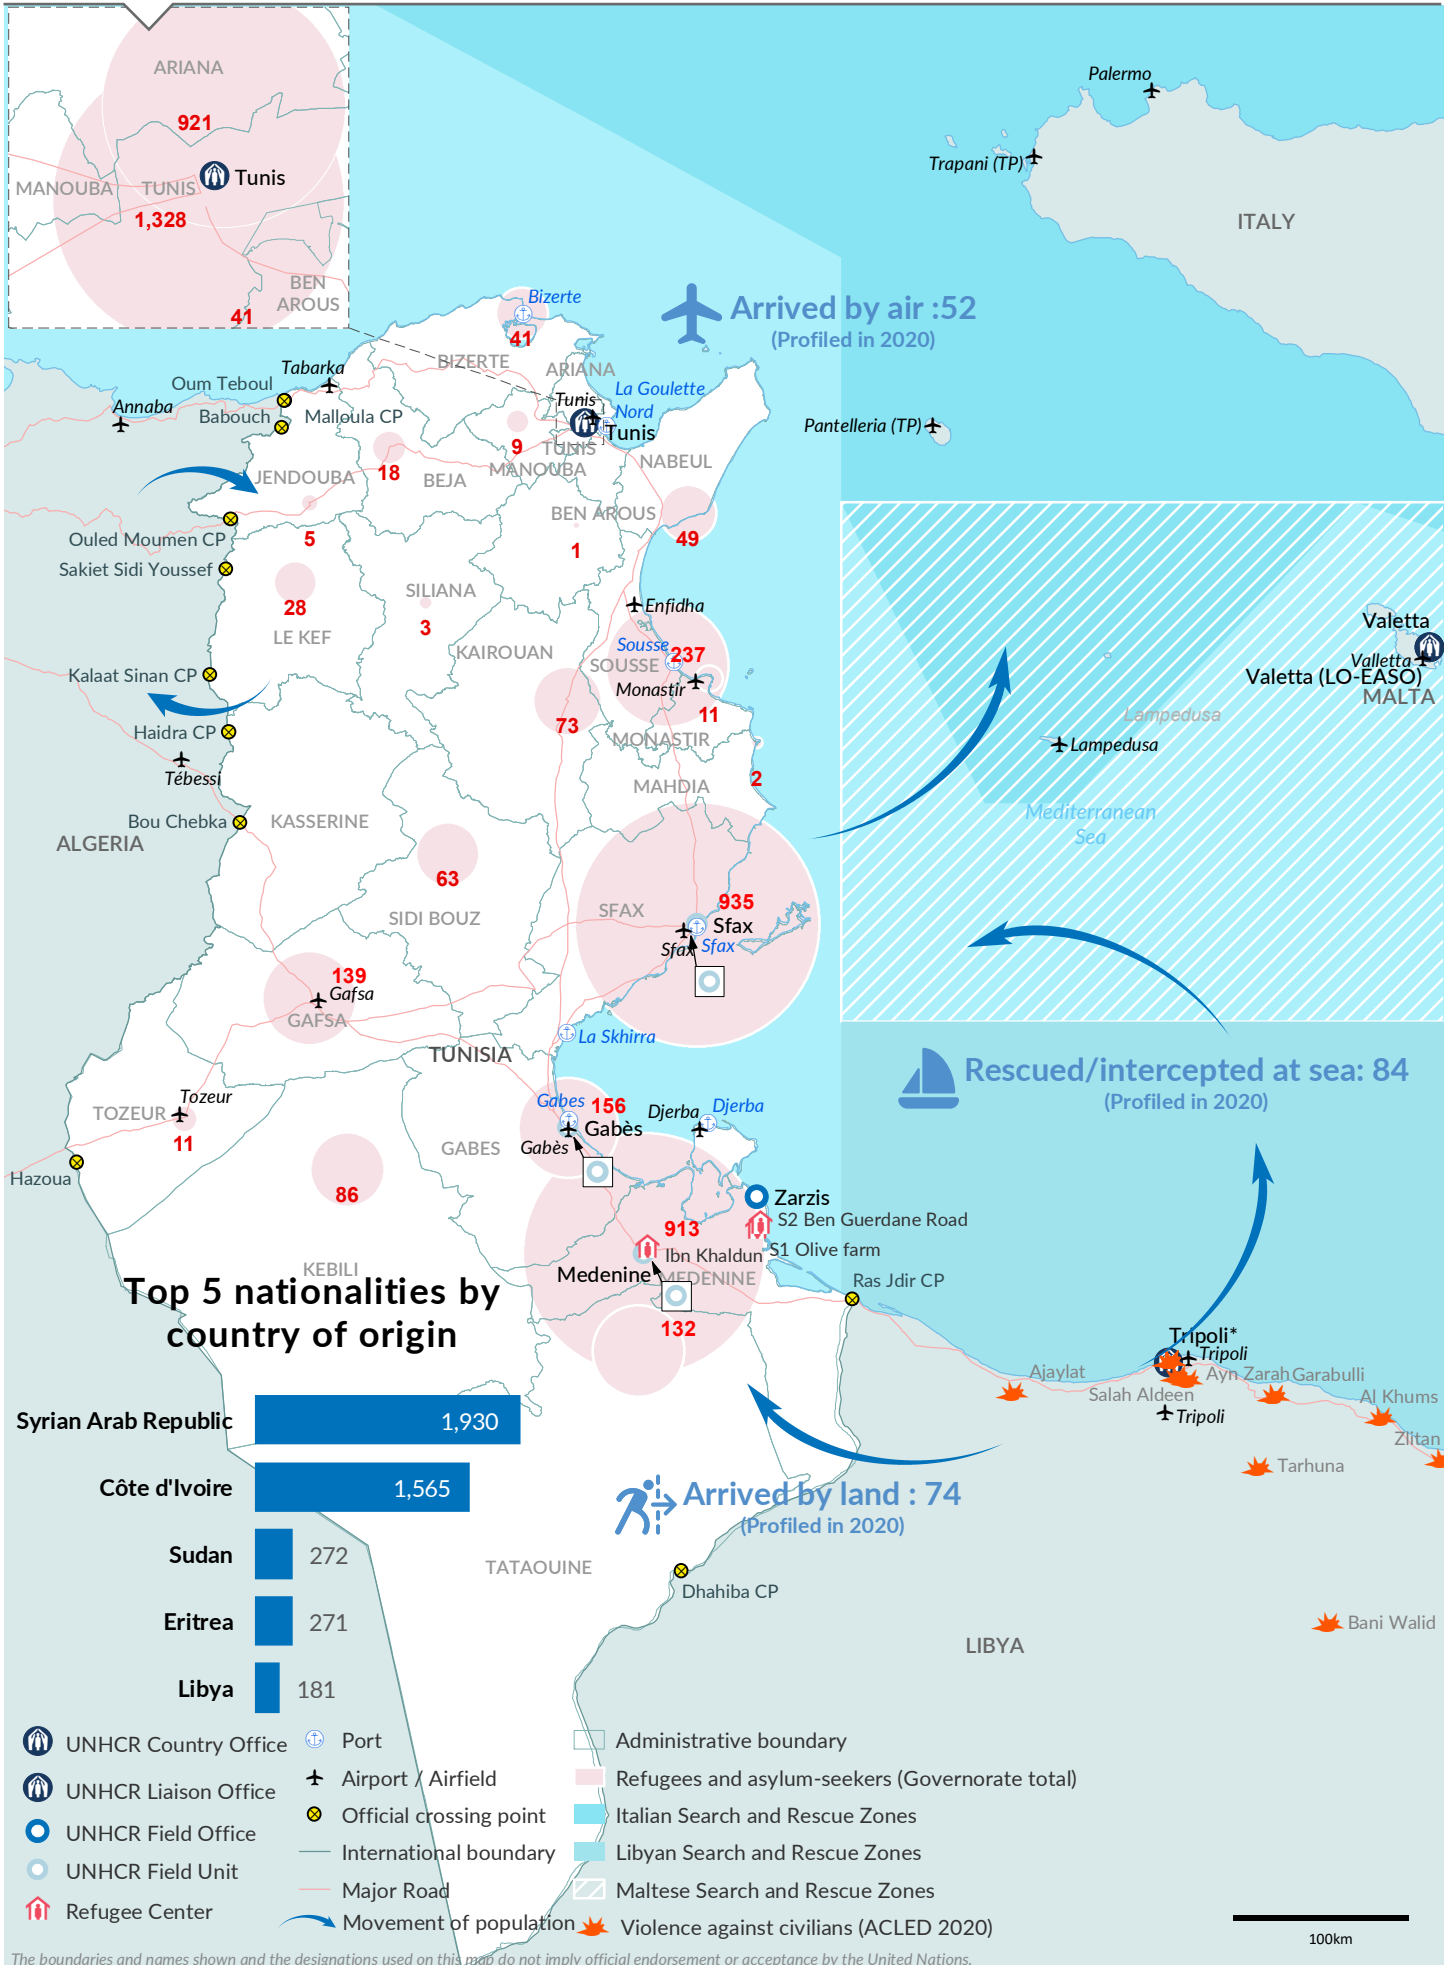 ARIANA
921
MANOUBA
TUNIS
Tunis
1,328
BEN
AROUS
41
Palermo
Trapani (TP)
ITALY
Bizerte
41
BIZERTE
Arrived by air :52
(Profiled in 2020)
Tabarka
Oum Teboul
Annaba
Babouch
Malloula CP
ARIANA
La Goulette
Nord
Tunis
Tunis
TUNIS
MANOUBA
9
Pantelleria (TP)
18
JENDOUBA
BEJA
NABEUL
BEN AROUS
49
Ouled Moumen CP
5
1
Sakiet Sidi Youssef
SILIANA
28
3
LE KEF
Enfidha
Sousse
237
SOUSSE
KAIROUAN
Monastir
11
73
MONASTIR
Kalaat Sinan CP
Haidra CP
Tébessi
Valetta
Valletta
Valetta (LO-EASO)
MALTA
Lampedusa
Lampedusa
Mediterranean
Sea
MAHDIA
2
Bou Chebka
KASSERINE
ALGERIA
63
SIDI BOUZ
SFAX
935
Sfax
Sfax
Sfax
139
Gafsa
GAFSA
La Skhirra
TUNISIA
Rescued/intercepted at sea: 84
(Profiled in 2020)
Tozeur
TOZEUR
11
Gabes
156
Gabès
Gabès
GABES
Djerba
Djerba
Hazoua
86
Zarzis
S2 Ben Guerdane Road
913
Ibn Khaldun
S1 Olive farm
Medenine
MEDENINE
KEBILI
Ras Jdir CP
132
Top 5 nationalities by
country of origin
Tripoli*
Tripoli
Ajaylat
Salah Aldeen
Ayn Zarah
Garabulli
Al Khums
Tripoli
Zlitan
Tarhuna
Syrian Arab Republic
1,930
Côte d'Ivoire
1,565
Sudan
272
Eritrea
271
Libya
181
Arrived by land : 74
(Profiled in 2020)
TATAOUINE
Dhahiba CP
LIBYA
Bani Walid
UNHCR Country Office
UNHCR Liaison Office
UNHCR Field Office
UNHCR Field Unit
Refugee Center
Port
Airport / Airfield
Official crossing point
International boundary
Major Road
Movement of population
Administrative boundary
Refugees and asylum-seekers (Governorate total)
Italian Search and Rescue Zones
Libyan Search and Rescue Zones
Maltese Search and Rescue Zones
Violence against civilians (ACLED 2020)
100km
The boundaries and names shown and the designations used on this map do not imply official endorsement or acceptance by the United Nations.